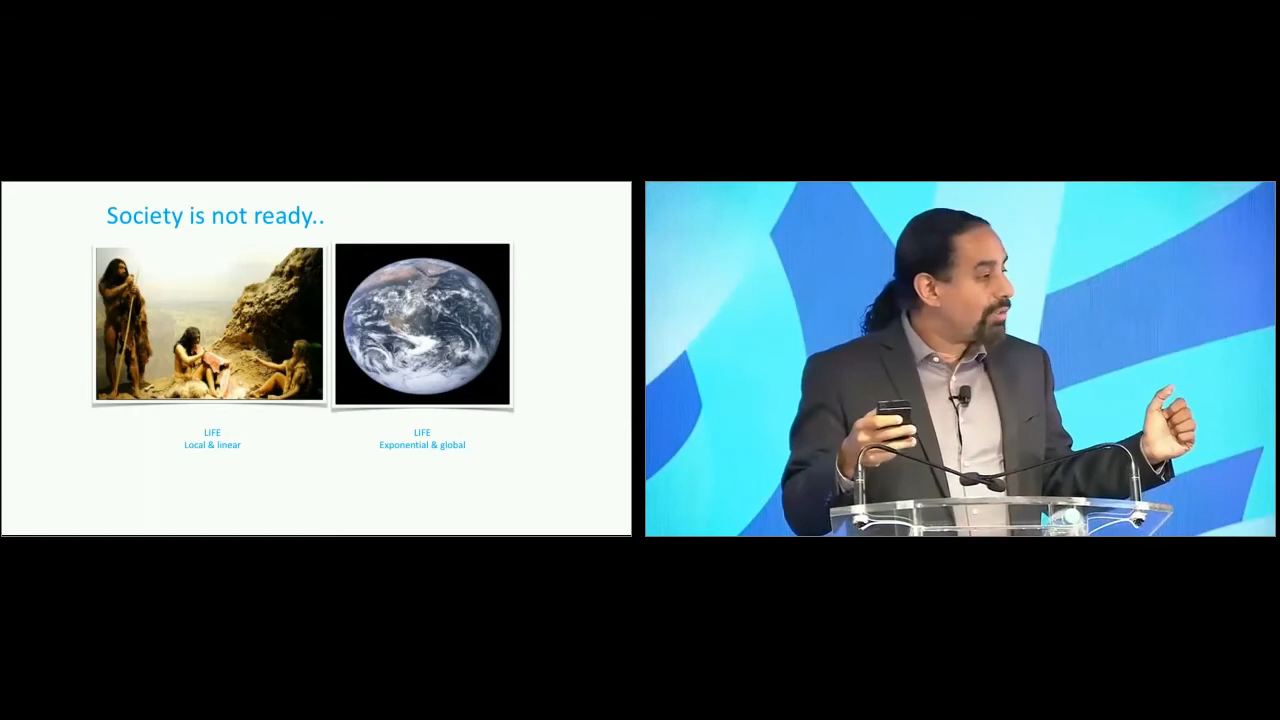 Society is not ready..
LIFE
Local & linear
LIFE
Exponential & global